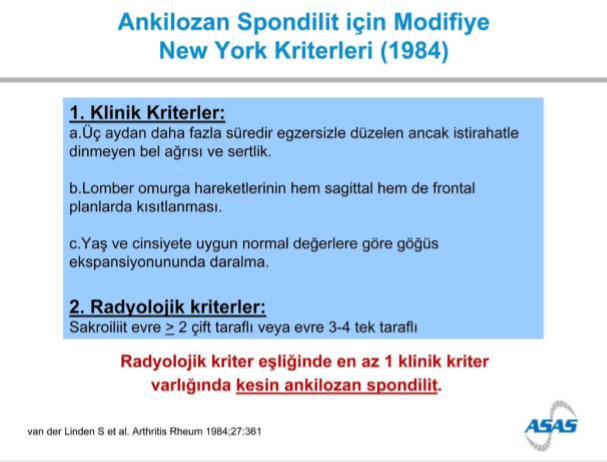 Ankilozan Spondilit için Modifiye
New York Kriterleri (1984)
1. Klinik Kriterler:
a.Üç aydan daha fazla süredir egzersizle düzelen ancak istirahatle
dinmeyen bel ağrısı ve sertlik.
b.Lomber omurga hareketlerinin hem sagittal hem de frontal
planlarda kısıtlanması.
c.Yaş ve cinsiyete uygun normal değerlere göre göğüs
ekspansiyonununda daralma.
2. Radyolojik kriterler:
Sakroiliit evre ≥ 2 çift taraflı veya evre 3-4 tek taraflı
Radyolojik kriter eşliğinde en az 1 klinik kriter
varlığında kesin ankilozan spondilit.
van der Linden S et al. Arthritis Rheum 1984;27:361
ASAS